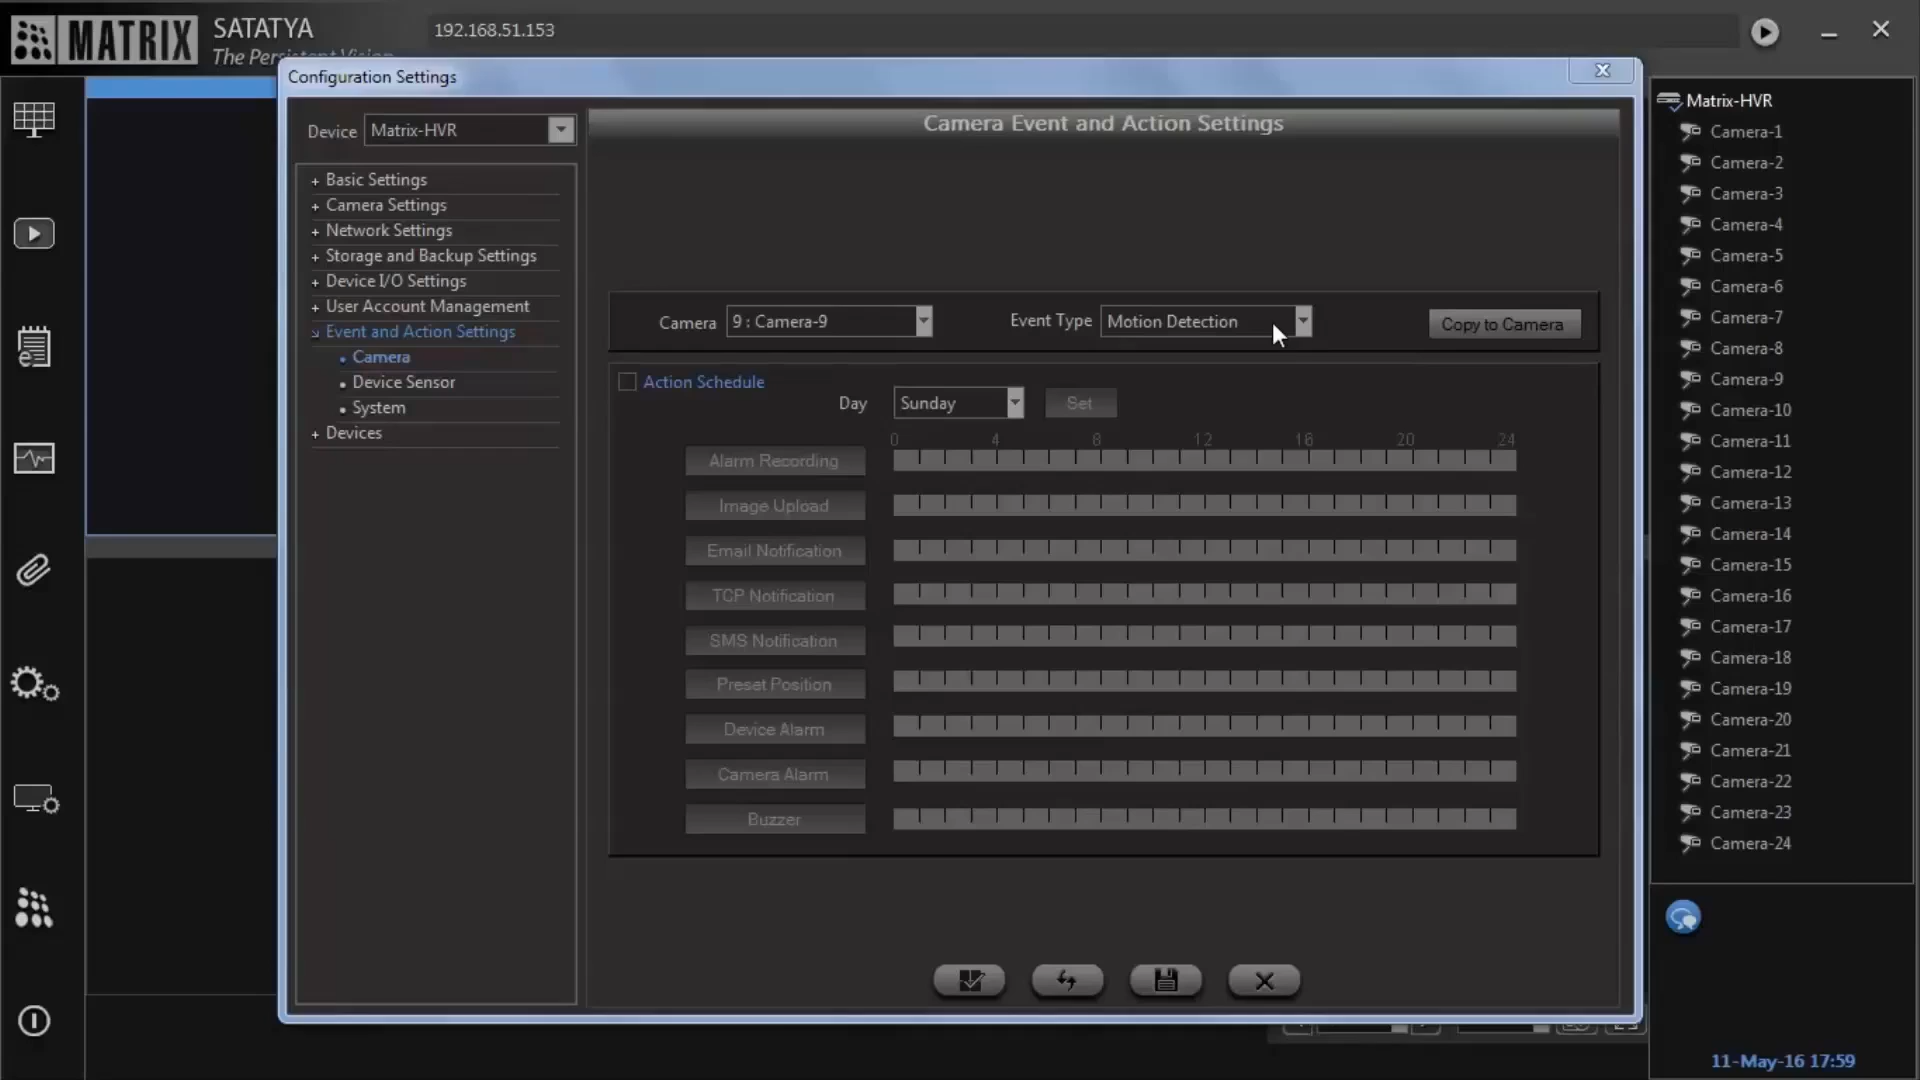 MATRIX
SATATYA
The Persistent Vision
192.168.51.153
Configuration Settings
Device Matrix-HVR
+ Basic Settings
+ Camera Settings
+ Network Settings
+ Storage and Backup Settings
+ Device I/O Settings
+ User Account Management
Event and Action Settings
• Camera
• Device Sensor
• System
+ Devices
Camera Event and Action Settings
Camera 9 : Camera-9 Event Type Motion Detection Copy to Camera
Action Schedule
Day Sunday Set
0 4 8 12 16 20 24
Alarm Recording
Image Upload
Email Notification
TCP Notification
SMS Notification
Preset Position
Device Alarm
Camera Alarm
Buzzer
Matrix-HVR
Camera-1
Camera-2
Camera-3
Camera-4
Camera-5
Camera-6
Camera-7
Camera-8
Camera-9
Camera-10
Camera-11
Camera-12
Camera-13
Camera-14
Camera-15
Camera-16
Camera-17
Camera-18
Camera-19
Camera-20
Camera-21
Camera-22
Camera-23
Camera-24
11-May-16 17:59